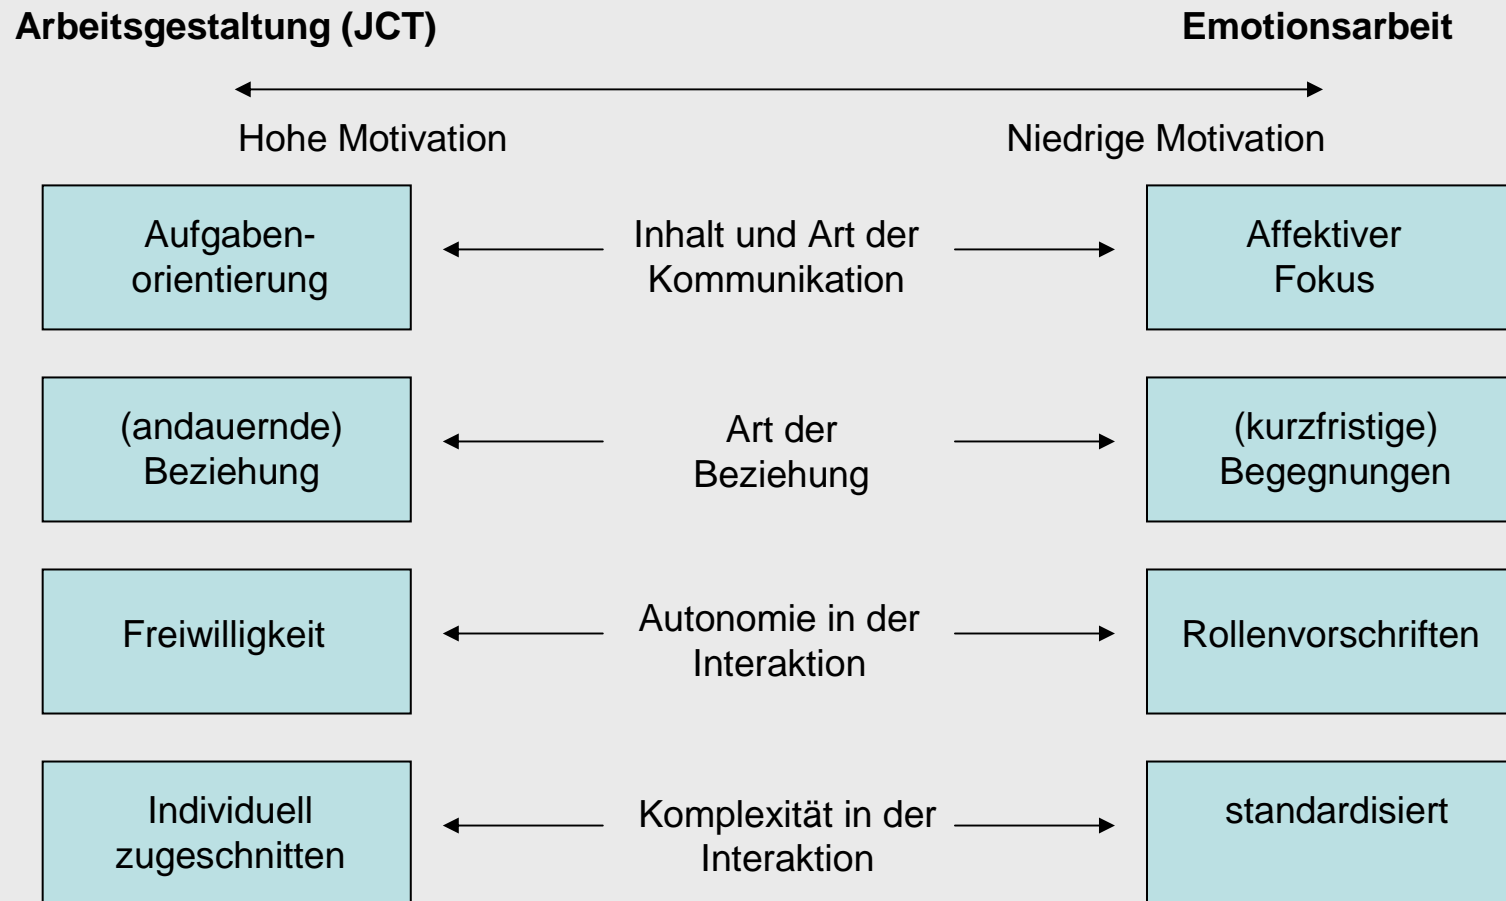 Arbeitsgestaltung (JCT)
Emotionsarbeit
Hohe Motivation
Niedrige Motivation
Aufgaben-
orientierung
Inhalt und Art der
Kommunikation
Affektiver
Fokus
(andauernde)
Beziehung
Art der
Beziehung
(kurzfristige)
Begegnungen
Freiwilligkeit
Autonomie in der
Interaktion
Rollenvorschriften
Individuell
zugeschnitten
Komplexität in der
Interaktion
standardisiert